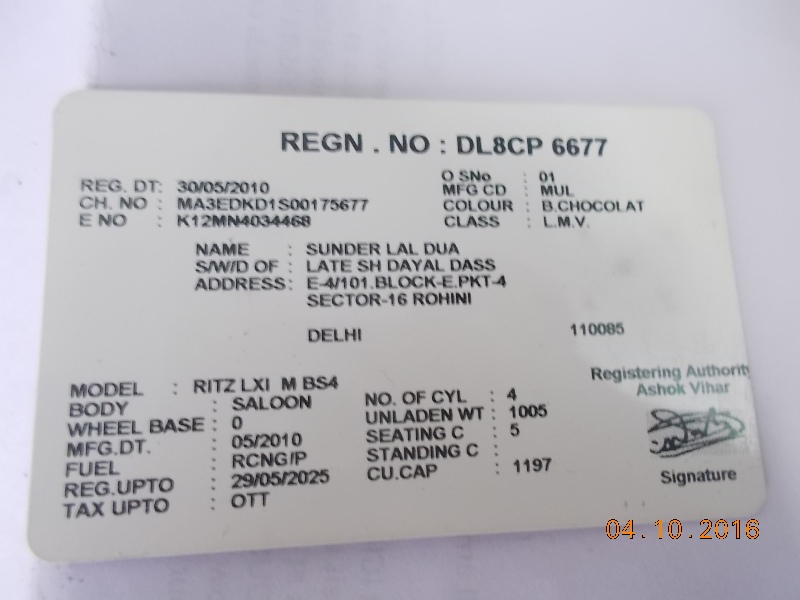 REGN . NO : DL8CP 6677
REG. DT: 30/05/2010
CH. NO : MA3EDKD1S00175677
E NO : K12MN4034468
O SNo : 01
MFG CD : MUL
COLOUR : B.CHOCOLAT
CLASS : L.M.V.
NAME : SUNDER LAL DUA
S/W/D OF : LATE SH DAYAL DASS
ADDRESS: E-4/101.BLOCK-E.PKT-4
SECTOR-16 ROHINI
DELHI 110085
MODEL : RITZ LXI M BS4
BODY : SALOON
WHEEL BASE : 0
MFG.DT. : 05/2010
FUEL : RCNG/P
REG.UPTO : 29/05/2025
TAX UPTO : OTT
NO. OF CYL : 4
UNLADEN WT : 1005
SEATING C : 5
STANDING C :
CU.CAP : 1197
Registering Authority
Ashok Vihar
Signature
04.10.2016